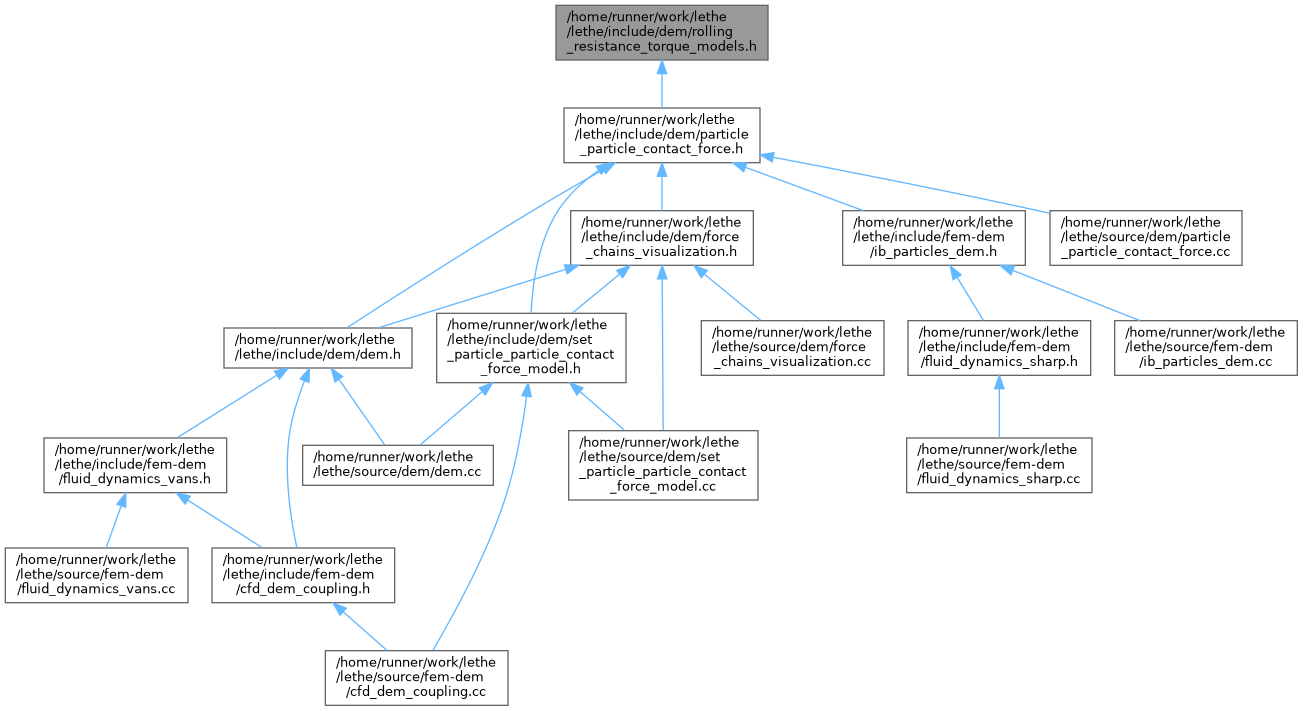 /home/runner/work/lethe
/lethe/include/dem/rolling
_resistance_torque_models.h
/home/runner/work/lethe
/lethe/include/dem/particle
_particle_contact_force.h
/home/runner/work/lethe
/lethe/include/dem/force
_chains_visualization.h
/home/runner/work/lethe
/lethe/include/fem-dem
/ib_particles_dem.h
/home/runner/work/lethe
/lethe/source/dem/particle
_particle_contact_force.cc
/home/runner/work/lethe
/lethe/include/dem/dem.h
/home/runner/work/lethe
/lethe/include/dem/set
_particle_particle_contact
_force_model.h
/home/runner/work/lethe
/lethe/source/dem/force
_chains_visualization.cc
/home/runner/work/lethe
/lethe/include/fem-dem
/fluid_dynamics_sharp.h
/home/runner/work/lethe
/lethe/source/fem-dem
/ib_particles_dem.cc
/home/runner/work/lethe
/lethe/include/fem-dem
/fluid_dynamics_vans.h
/home/runner/work/lethe
/lethe/source/dem/dem.cc
/home/runner/work/lethe
/lethe/source/dem/set
_particle_particle_contact
_force_model.cc
/home/runner/work/lethe
/lethe/source/fem-dem
/fluid_dynamics_sharp.cc
/home/runner/work/lethe
/lethe/source/fem-dem
/fluid_dynamics_vans.cc
/home/runner/work/lethe
/lethe/include/fem-dem
/cfd_dem_coupling.h
/home/runner/work/lethe
/lethe/source/fem-dem
/cfd_dem_coupling.cc